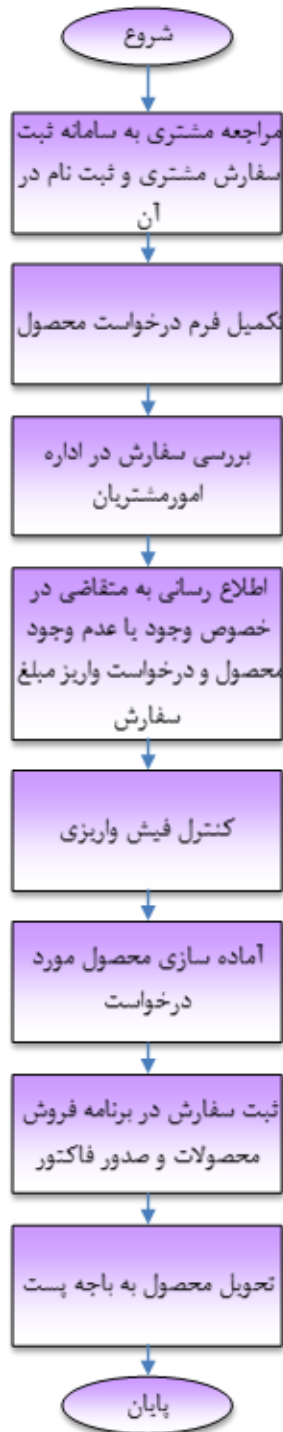 شروع
مراجعه مشتری به سامانه ثبت
سفارش مشتری و ثبت نام در
آن
تکمیل فرم درخواست محصول
بررسی سفارش در اداره
امورمشتریان
اطلاع رسانی به متقاضی در
خصوص وجود یا عدم وجود
محصول و درخواست واریز مبلغ
سفارش
کنترل فیش واریزی
آماده سازی محصول مورد
درخواست
ثبت سفارش در برنامه فروش
محصولات و صدور فاکتور
تحویل محصول به باجه پست
پایان